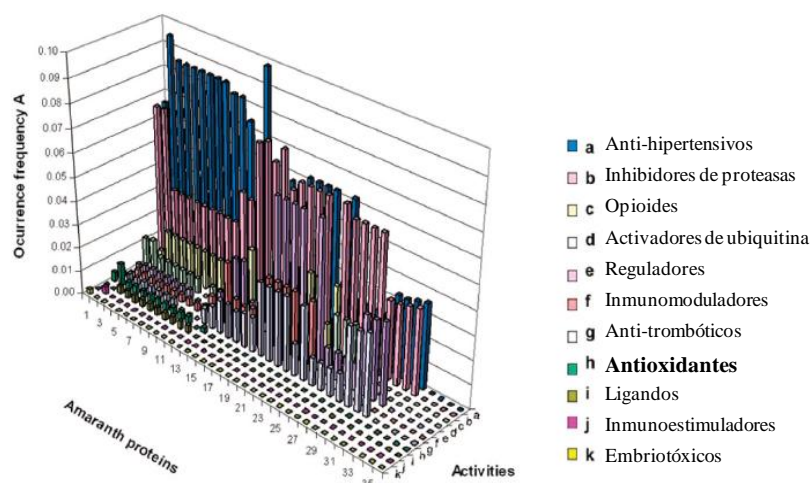 Ocurrence frequency A
0.10
0.09
0.08
0.07
0.06
0.05
0.04
0.03
0.02
0.01
0.00
1
3
5
7
9
11
13
15
17
19
21
23
25
27
29
31
33
35
Amaranth proteins
k
j
i
h
g
f
e
d
c
b
a
Activities
a Anti-hipertensivos
b Inhibidores de proteasas
c Opioides
d Activadores de ubiquitina
e Reguladores
f Inmunomoduladores
g Anti-trombóticos
h Antioxidantes
i Ligandos
j Inmunoestimuladores
k Embriotóxicos